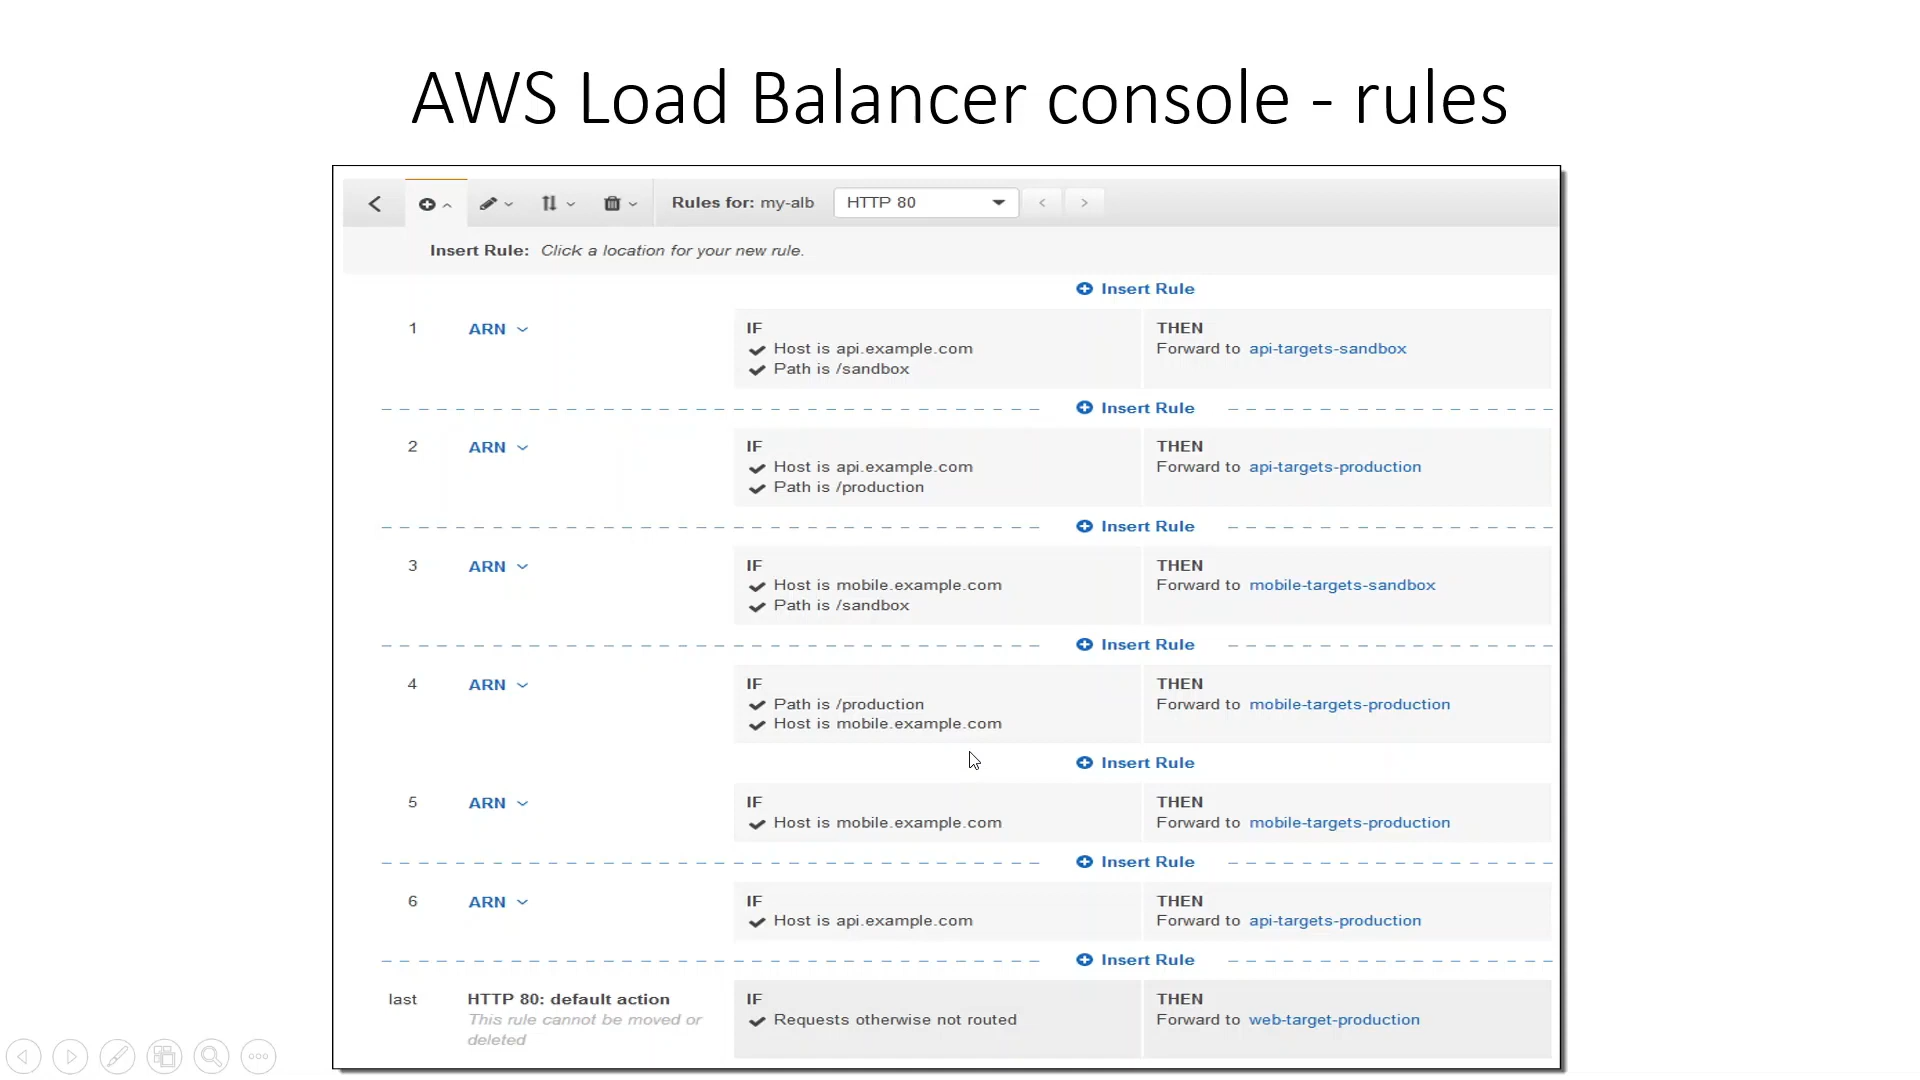 AWS Load Balancer console - rules
Rules for: my-alb HTTP 80
Insert Rule: Click a location for your new rule.
Insert Rule
1 ARN IF THEN
Host is api.example.com Forward to api-targets-sandbox
Path is /sandbox
Insert Rule
2 ARN IF THEN
Host is api.example.com Forward to api-targets-production
Path is /production
Insert Rule
3 ARN IF THEN
Host is mobile.example.com Forward to mobile-targets-sandbox
Path is /sandbox
Insert Rule
4 ARN IF THEN
Path is /production Forward to mobile-targets-production
Host is mobile.example.com
Insert Rule
5 ARN IF THEN
Host is mobile.example.com Forward to mobile-targets-production
Insert Rule
6 ARN IF THEN
Host is api.example.com Forward to api-targets-production
Insert Rule
last HTTP 80: default action IF THEN
This rule cannot be moved or Requests otherwise not routed Forward to web-target-production
deleted